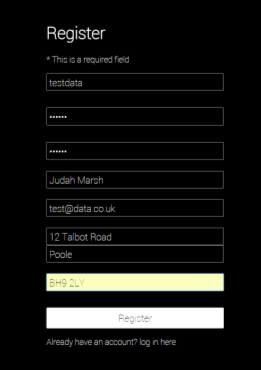 Register
* This is a required field
testdata
••••••
••••••
Judah Marsh
test@data.co.uk
12 Talbot Road
Poole
BH9 2LY
Register
Already have an account? log in here